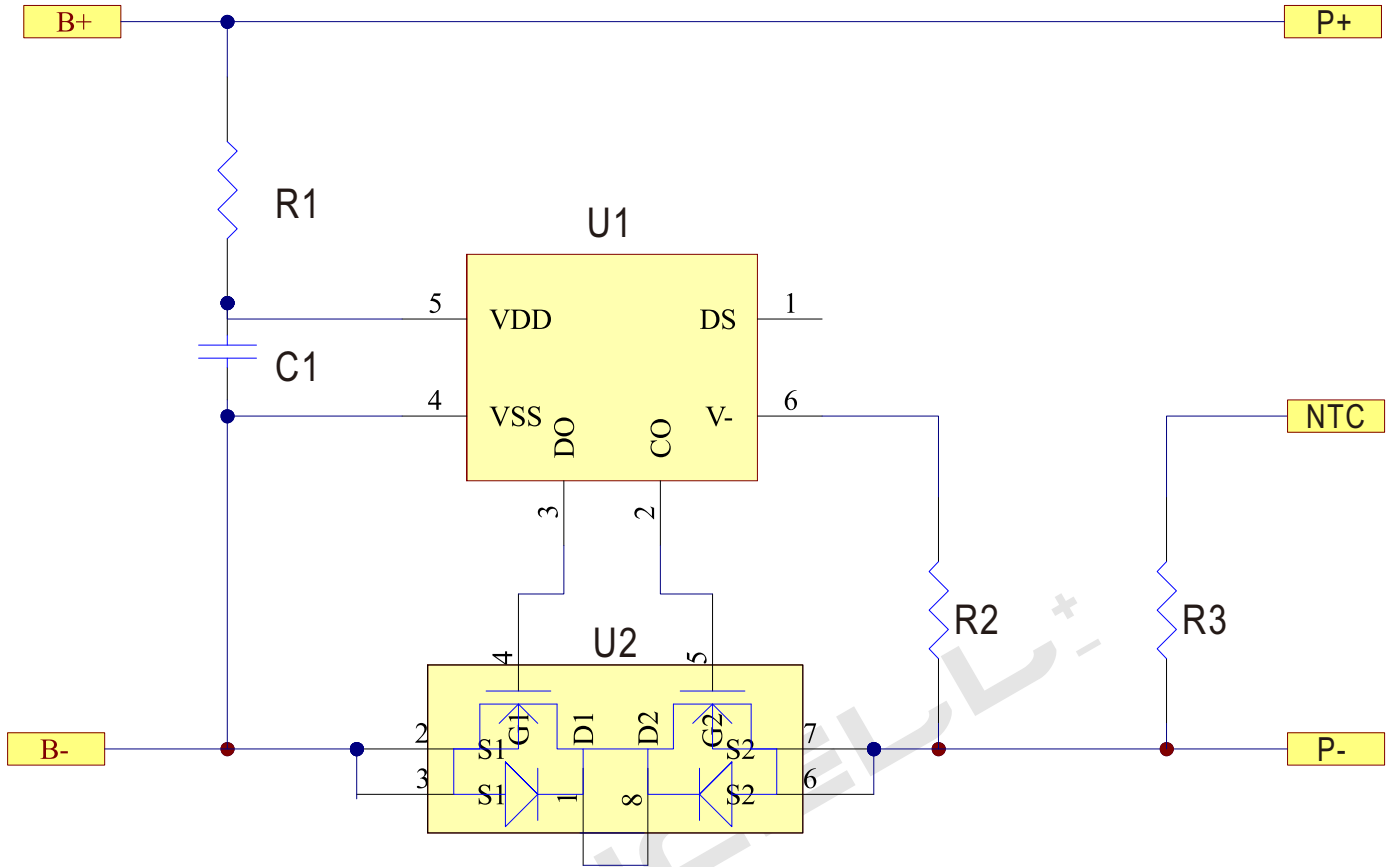 B+
P+
R1
U1
5
VDD
DS
1
C1
4
VSS
DO
CO
V-
6
NTC
3
2
R2
R3
U2
4
5
B-
2
S1
G1
D1
D2
G2
S2
7
P-
3
S1
1
8
S2
6